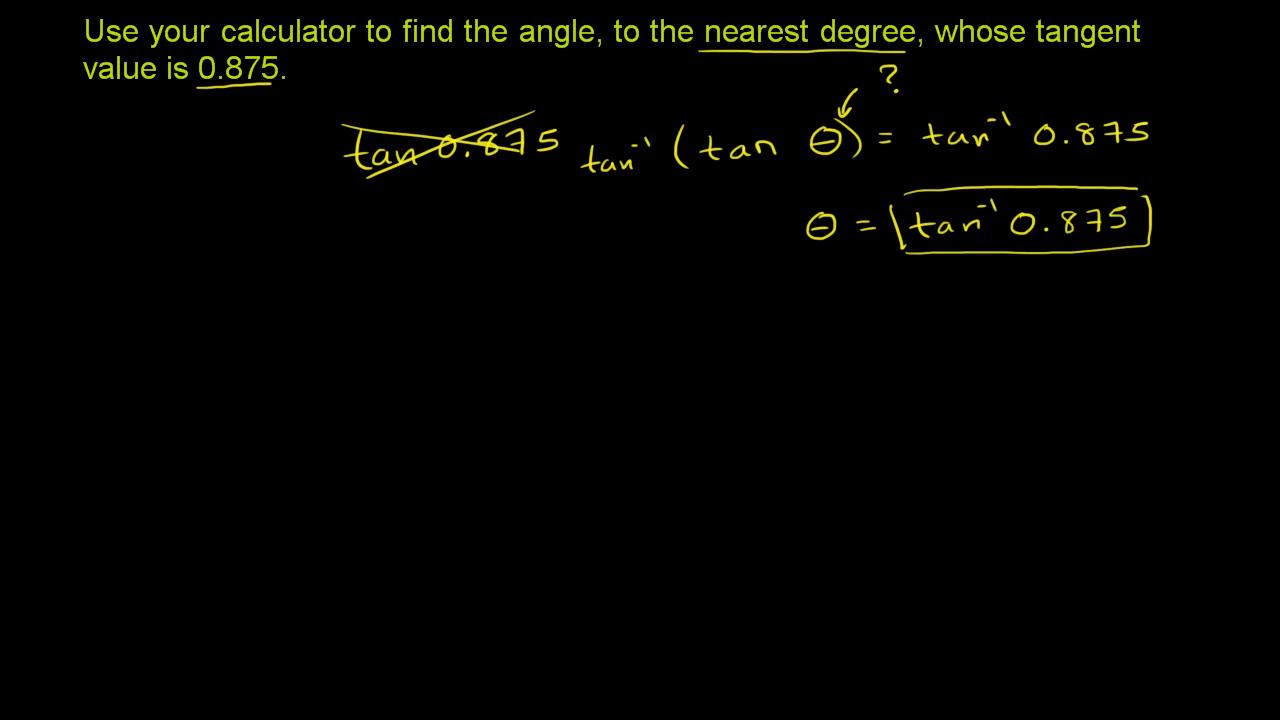 Use your calculator to find the angle, to the nearest degree, whose tangent
value is 0.875.
?
tan 0.875 tan⁻¹ (tan θ) = tan⁻¹ 0.875
θ = tan⁻¹ 0.875